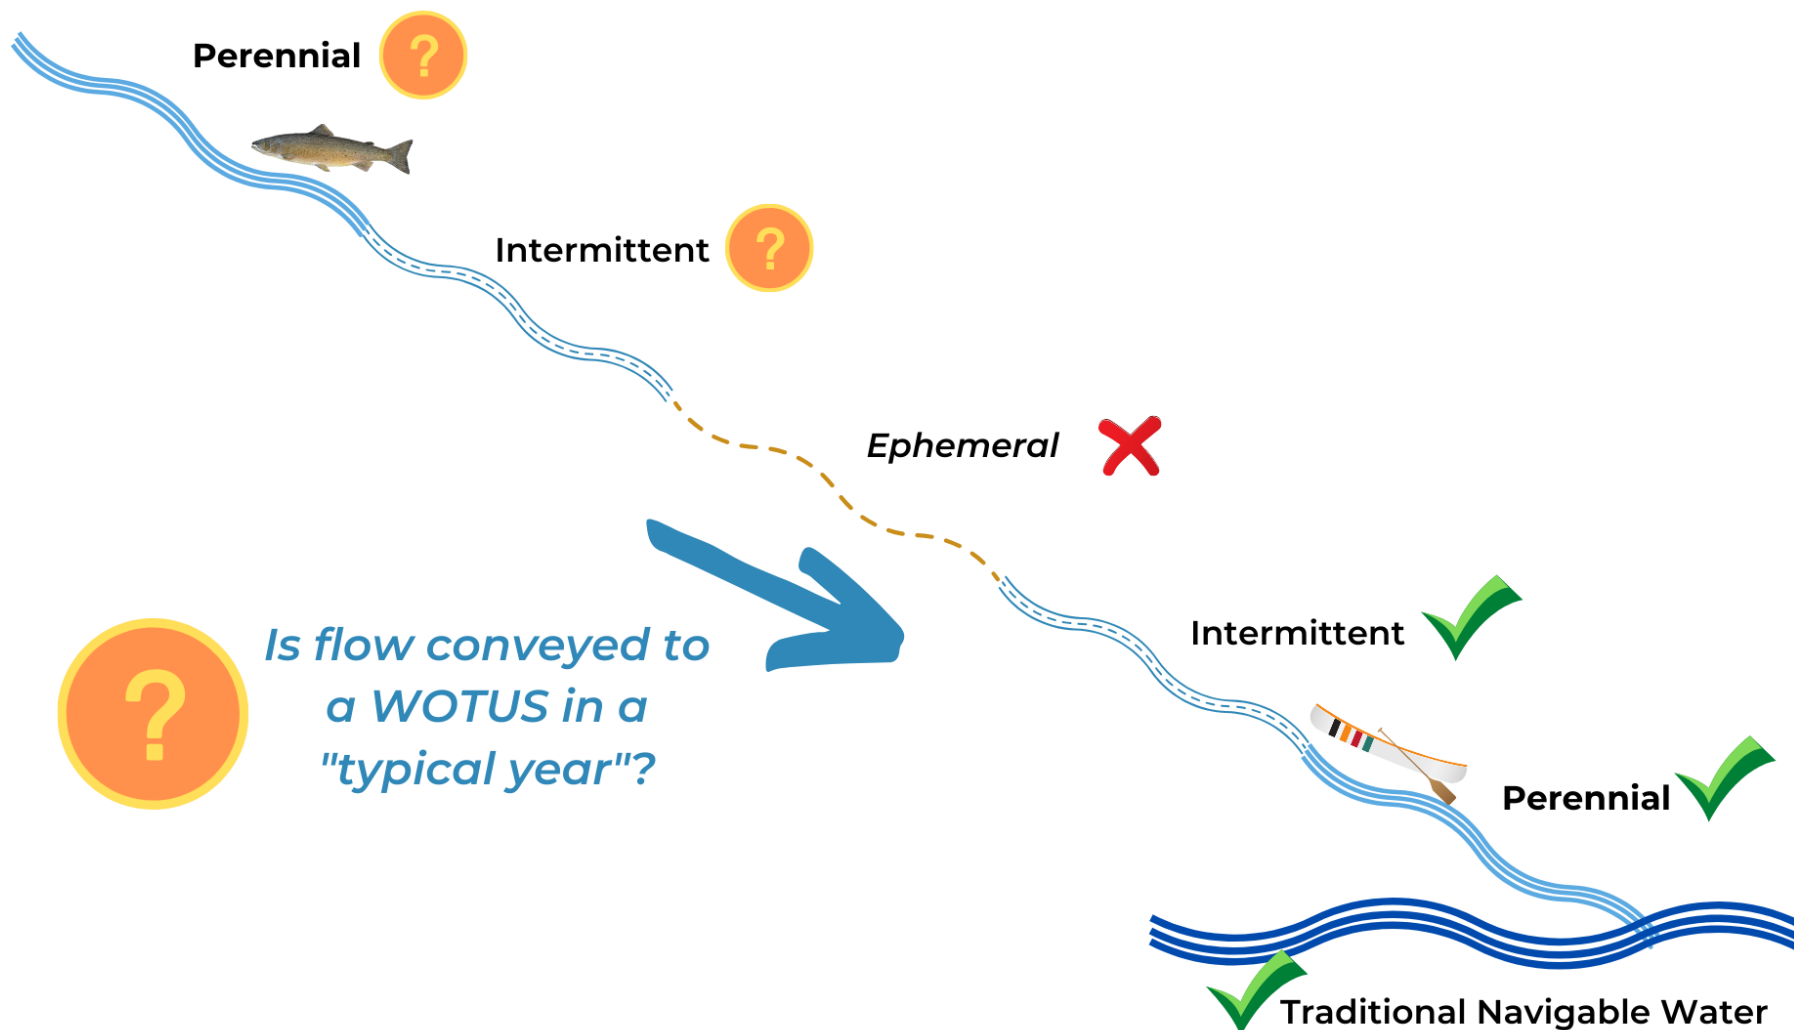 Perennial ?
Intermittent ?
Ephemeral
Is flow conveyed to
a WOTUS in a
"typical year"?
?
Intermittent
Perennial
Traditional Navigable Water